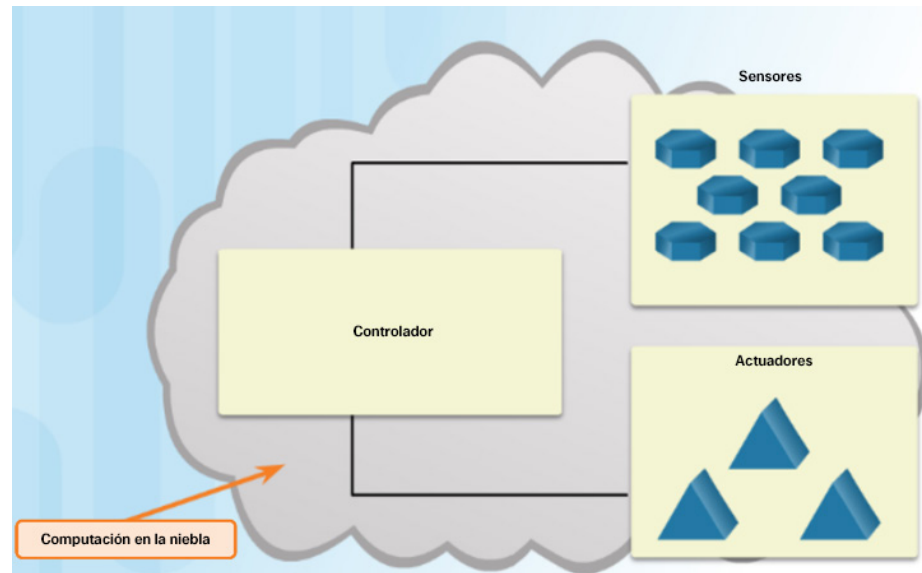 Sensores
Controlador
Actuadores
Computación en la niebla